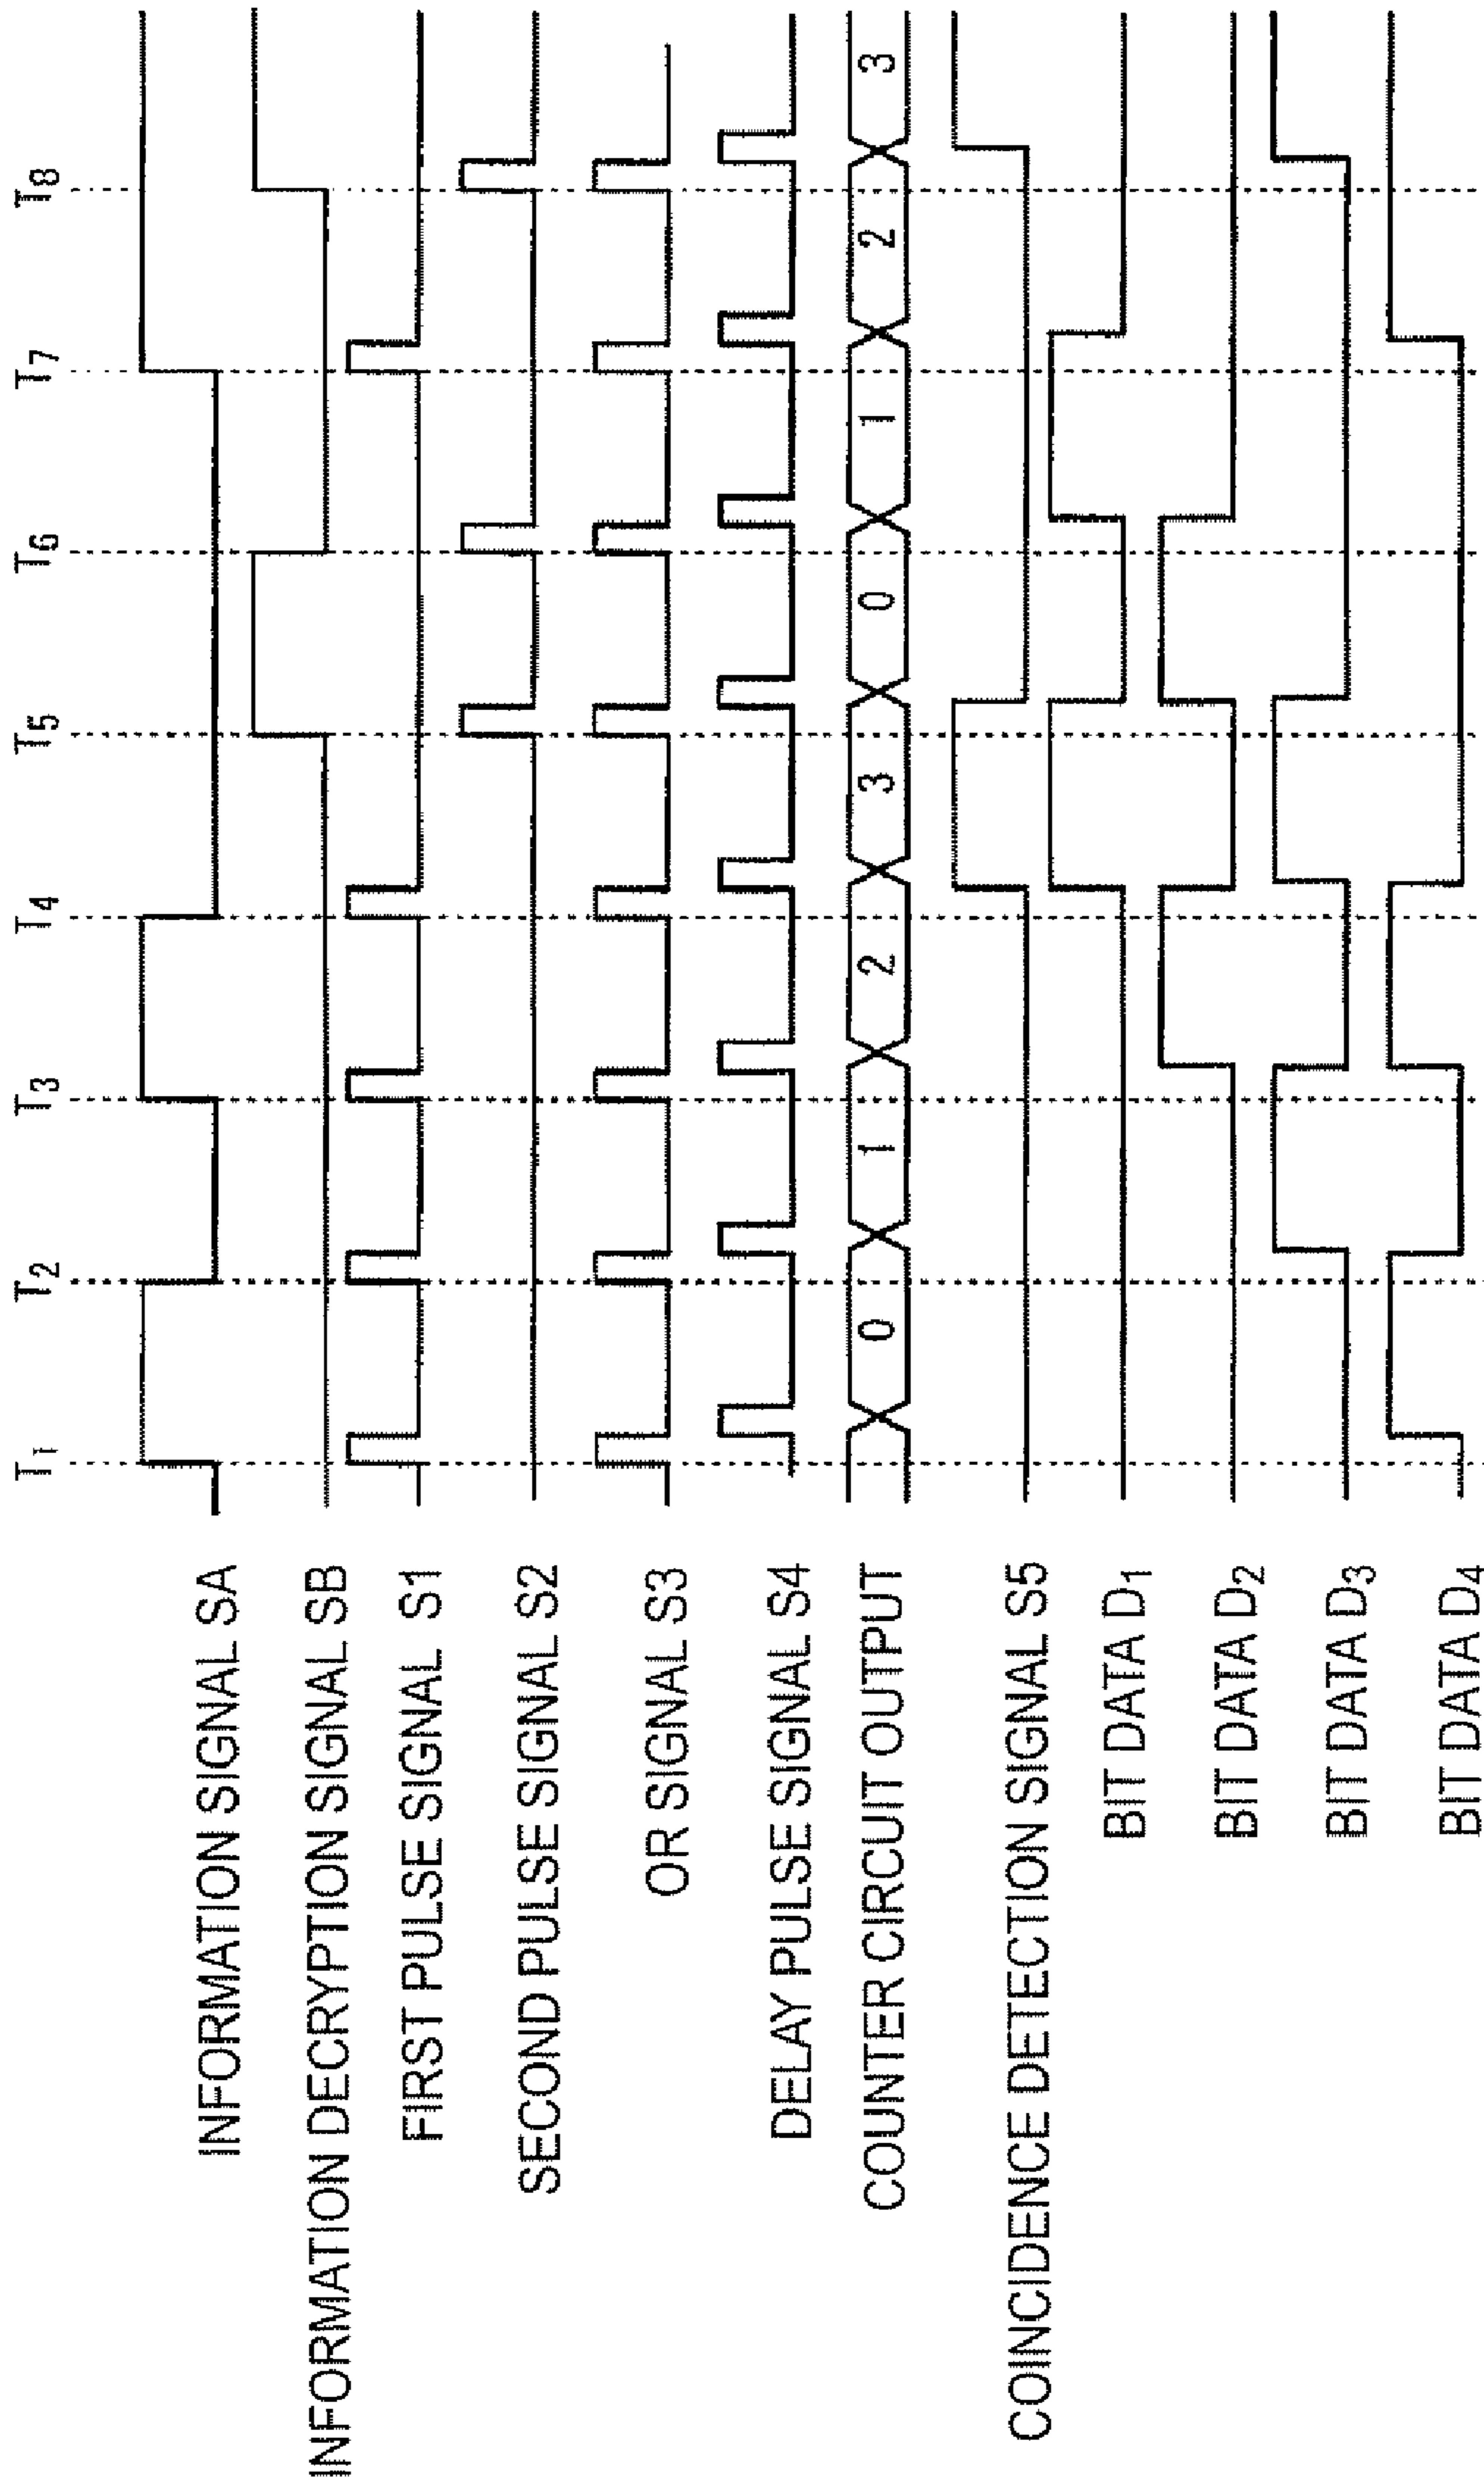 T1 T2 T3 T4 T5 T6 T7 T8
INFORMATION SIGNAL SA
INFORMATION DECRYPTION SIGNAL SB
FIRST PULSE SIGNAL S1
SECOND PULSE SIGNAL S2
OR SIGNAL S3
DELAY PULSE SIGNAL S4
COUNTER CIRCUIT OUTPUT 0 1 2 3 0 1 2 3
COINCIDENCE DETECTION SIGNAL S5
BIT DATA D1
BIT DATA D2
BIT DATA D3
BIT DATA D4